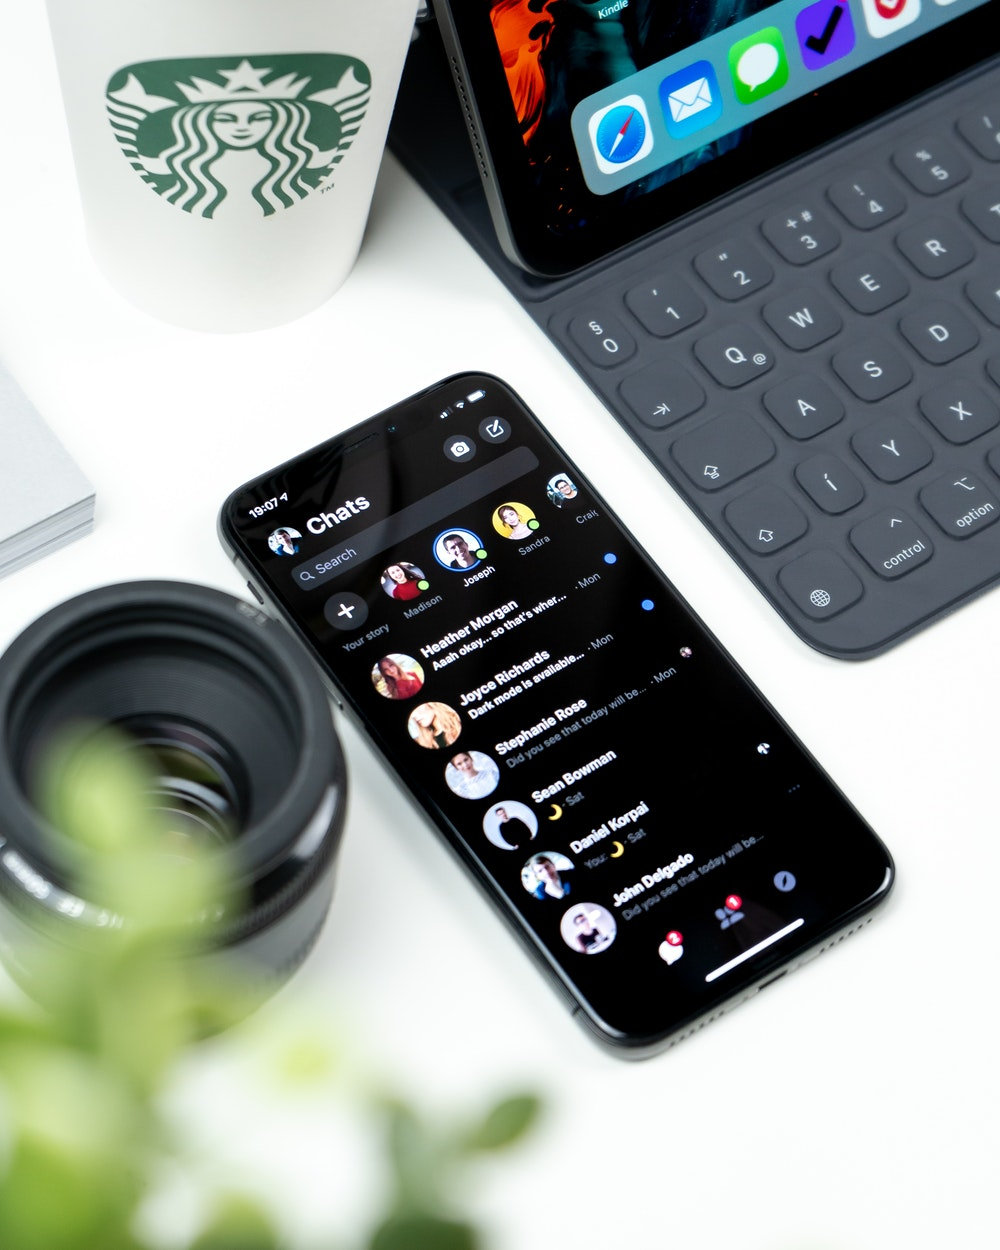 Kindle
TM
§ 0
' 1
" 2
+ # 3
! 4
% 5
Q @
W
E
R
A
S
D
í
Y
X
control
option
19:07
Chats
Search
Your story
Madison
Joseph
Sandra
Heather Morgan
Aaah okay... so that's wher... · Mon
Joyce Richards
Dark mode is available... · Mon
Stephanie Rose
Did you see that today will be... · Mon
Sean Bowman
🌙 · Sat
Daniel Korpai
You: 🌙 · Sat
John Delgado
Did you see that today will be...
2
1